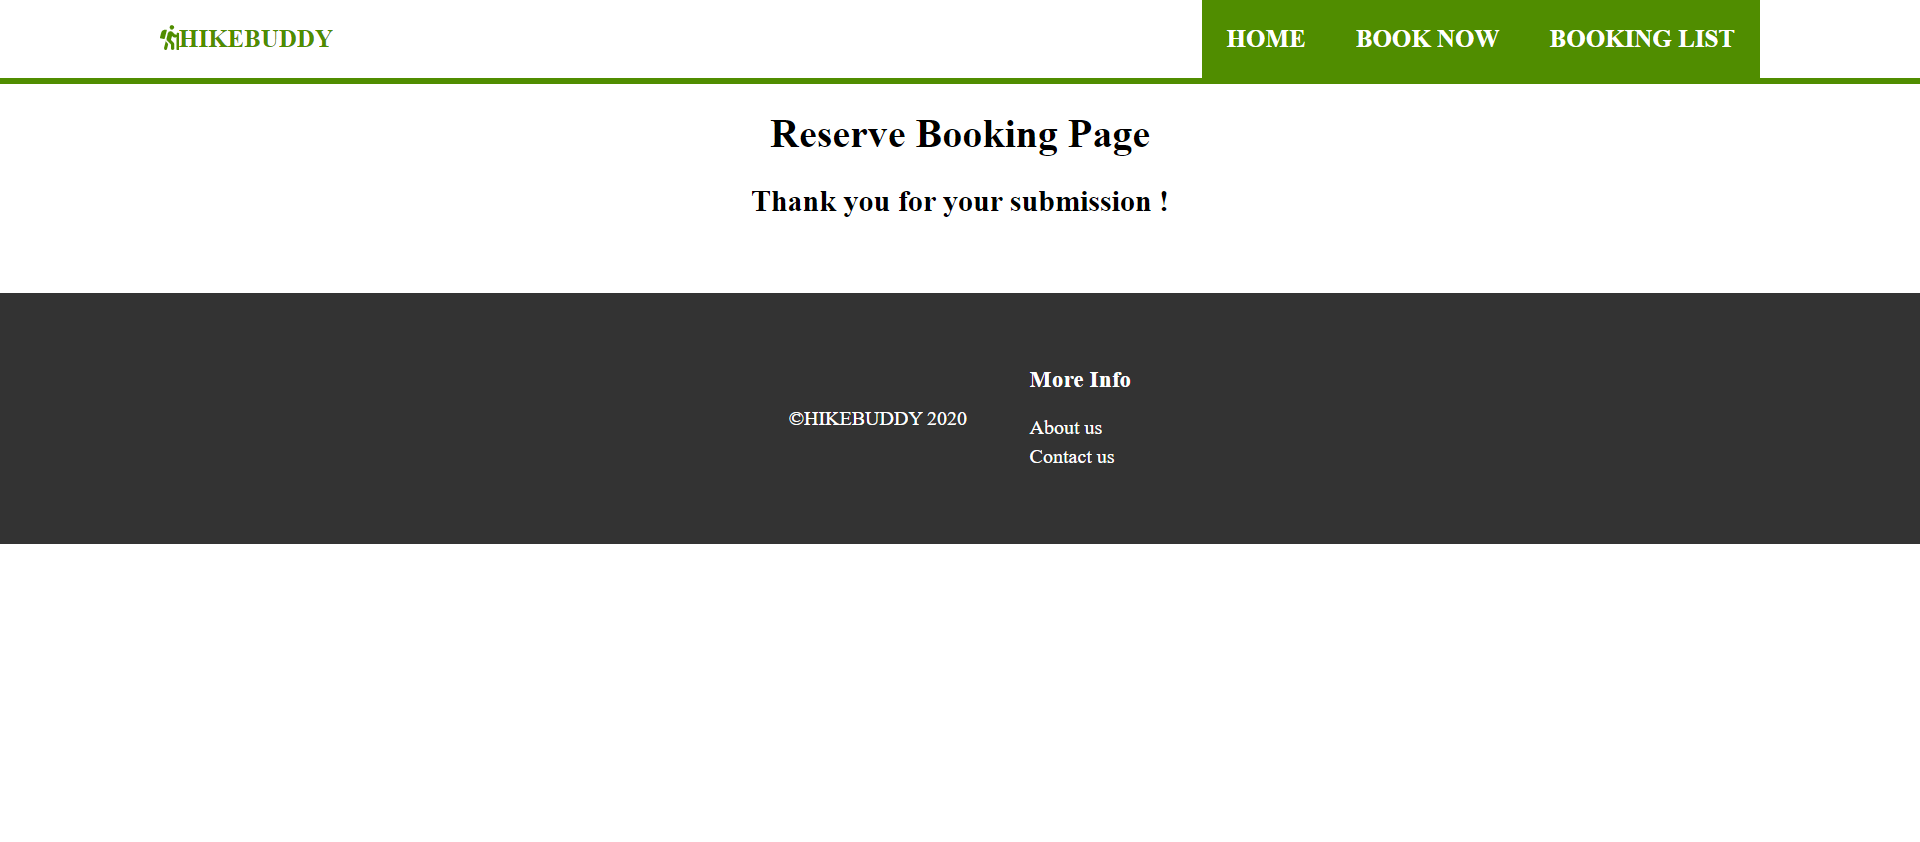 HIKEBUDDY
HOME BOOK NOW BOOKING LIST
Reserve Booking Page
Thank you for your submission !
©HIKEBUDDY 2020
More Info
About us
Contact us